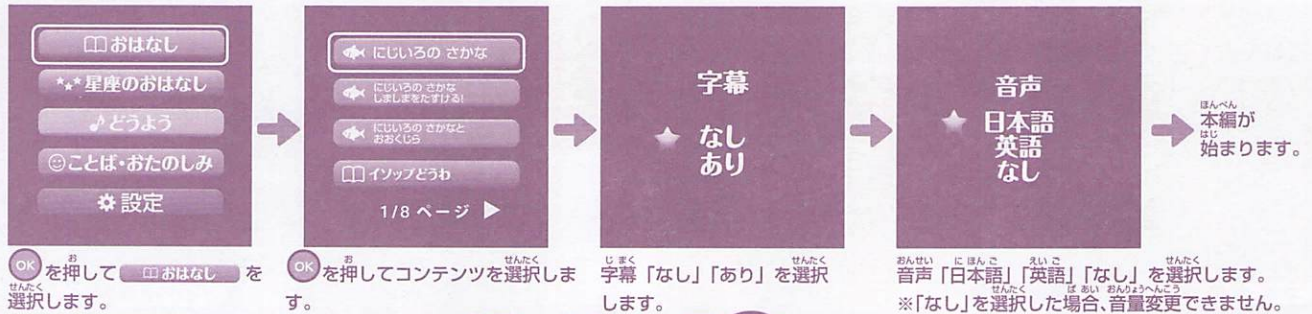 おはなし
星座のおはなし
どうよう
ことば・おたのしみ
設定
OKを押して おはなし を
選択します。
にじいろの さかな
にじいろの さかな
しましまをたすける!
にじいろの さかなと
おおくじら
イソップどうわ
1/8 ページ ▶
OKを押してコンテンツを選択しま
す。
字幕
★ なし
あり
字幕「なし」「あり」を選択
します。
音声
★ 日本語
英語
なし
音声「日本語」「英語」「なし」を選択します。
※「なし」を選択した場合、音量変更できません。
本編が
始まります。